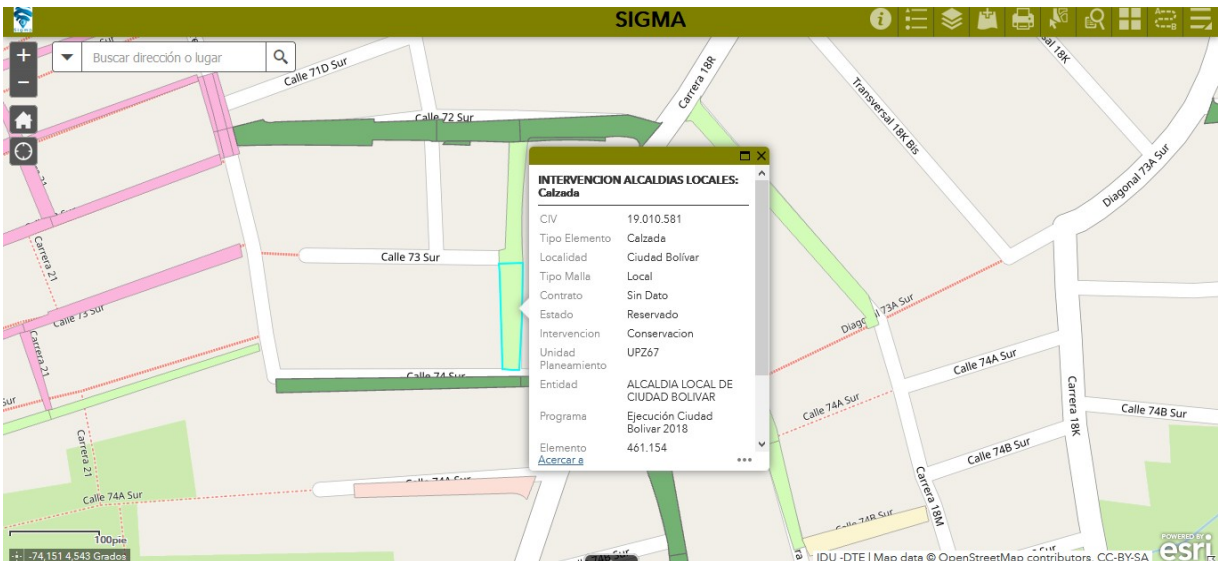 SIGMA
Buscar dirección o lugar
Calle 71D Sur
Calle 72 Sur
Carrera 18R
18K
Transversal 18K Bis
Diagonal 73A Sur
INTERVENCION ALCALDIAS LOCALES:
Calzada
CIV 19.010.581
Tipo Elemento Calzada
Localidad Ciudad Bolívar
Tipo Malla Local
Contrato Sin Dato
Estado Reservado
Intervencion Conservacion
Unidad
Planeamiento UPZ67
Entidad ALCALDIA LOCAL DE
CIUDAD BOLIVAR
Programa Ejecución Ciudad
Bolivar 2018
Elemento 461.154
Acercar a
Carrera 21
Calle 73 Sur
Calle 73 Sur
Carrera 21
Calle 74 Sur
Sur
Carrera 21
Calle 74A Sur
Calle 74A Sur
73A Sur
Calle 74A Sur
Calle 74A Sur
Carrera 18K
Calle 74B Sur
Calle 74B Sur
Carrera 18M
Calle 74B Sur
100pie
-74,151 4,543 Grados
IDU -DTE | Map data © OpenStreetMap contributors, CC-BY-SA
POWERED BY
esri